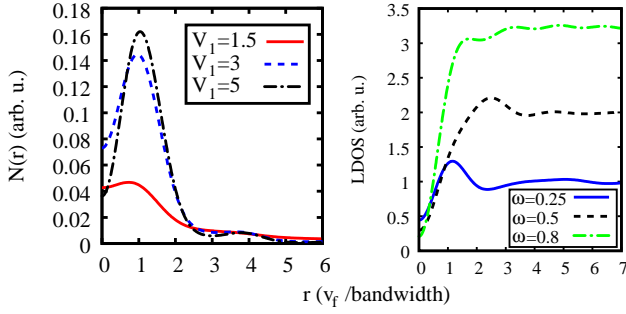 N(r) (arb. u.)
0.18
0.16
0.14
0.12
0.1
0.08
0.06
0.04
0.02
0
0 1 2 3 4 5 6
V₁=1.5
V₁=3
V₁=5
LDOS (arb. u.)
3.5
3
2.5
2
1.5
1
0.5
0
0 1 2 3 4 5 6 7
ω=0.25
ω=0.5
ω=0.8
r (v_f /bandwidth)